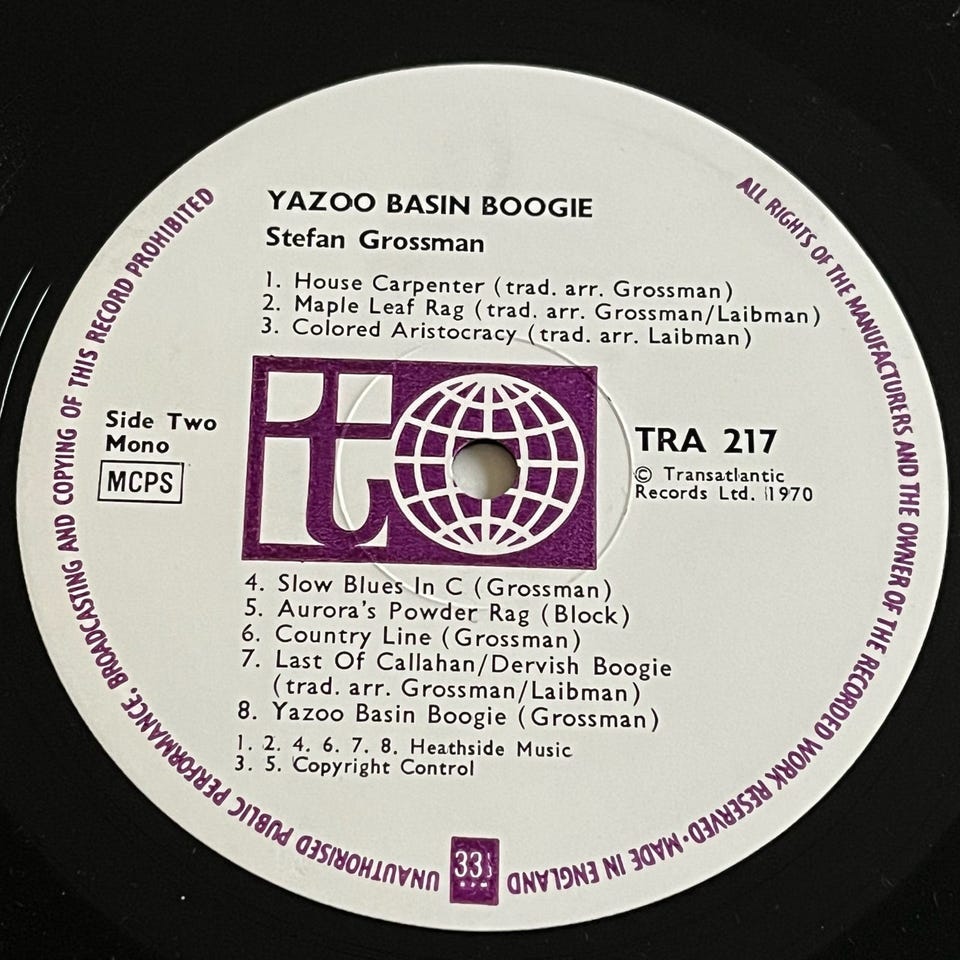 YAZOO BASIN BOOGIE
Stefan Grossman
1. House Carpenter (trad. arr. Grossman)
2. Maple Leaf Rag (trad. arr. Grossman/Laibman)
3. Colored Aristocracy (trad. arr. Laibman)
Side Two
Mono
MCPS
it
TRA 217
© Transatlantic
Records Ltd. 1970
4. Slow Blues In C (Grossman)
5. Aurora's Powder Rag (Block)
6. Country Line (Grossman)
7. Last Of Callahan/Dervish Boogie
(trad. arr. Grossman/Laibman)
8. Yazoo Basin Boogie (Grossman)
1. 2. 4. 6. 7. 8. Heathside Music
3. 5. Copyright Control
ALL RIGHTS OF THE MANUFACTURERS AND THE OWNER OF THE RECORDED WORK RESERVED·MADE IN ENGLAND
33⅓
UNAUTHORISED PUBLIC PERFORMANCE, BROADCASTING AND COPYING OF THIS RECORD PROHIBITED